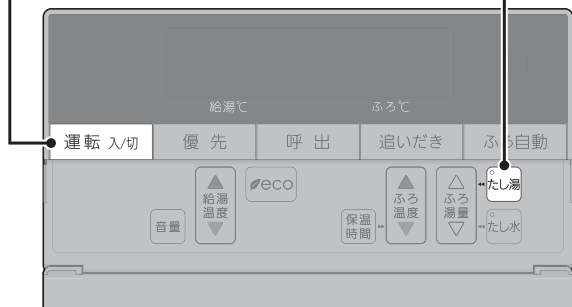 給湯℃ ふろ℃
運転 入/切 優先 呼出 追いだき ふろ自動
給湯温度
eco
ふろ温度
ふろ湯量
たし湯
音量
保温時間
たし水